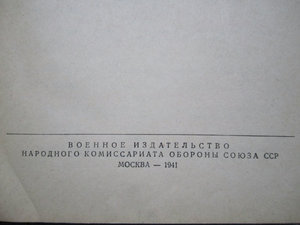 ВОЕННОЕ ИЗДАТЕЛЬСТВО
НАРОДНОГО КОМИССАРИАТА ОБОРОНЫ СОЮЗА ССР
МОСКВА — 1941